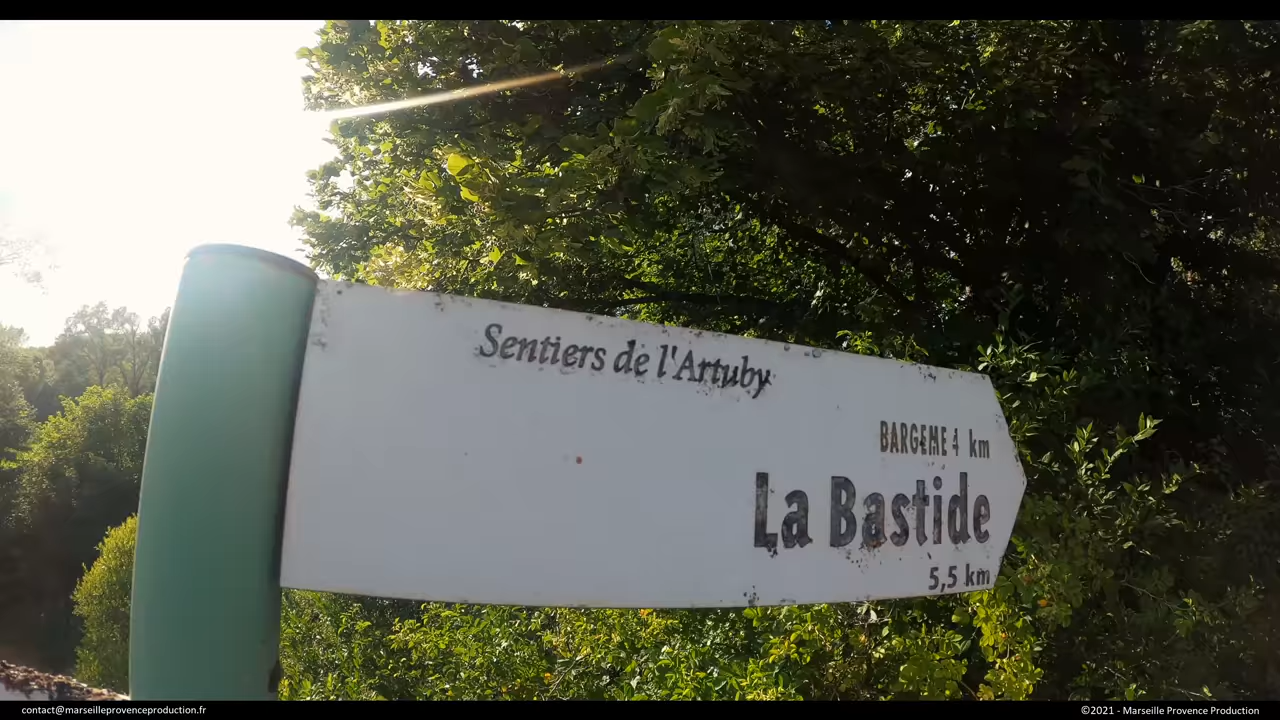 Sentiers de l'Artuby
BARGEME 4 km
La Bastide
5,5 km
contact@marseilleprovenceproduction.fr
©2021 - Marseille Provence Production